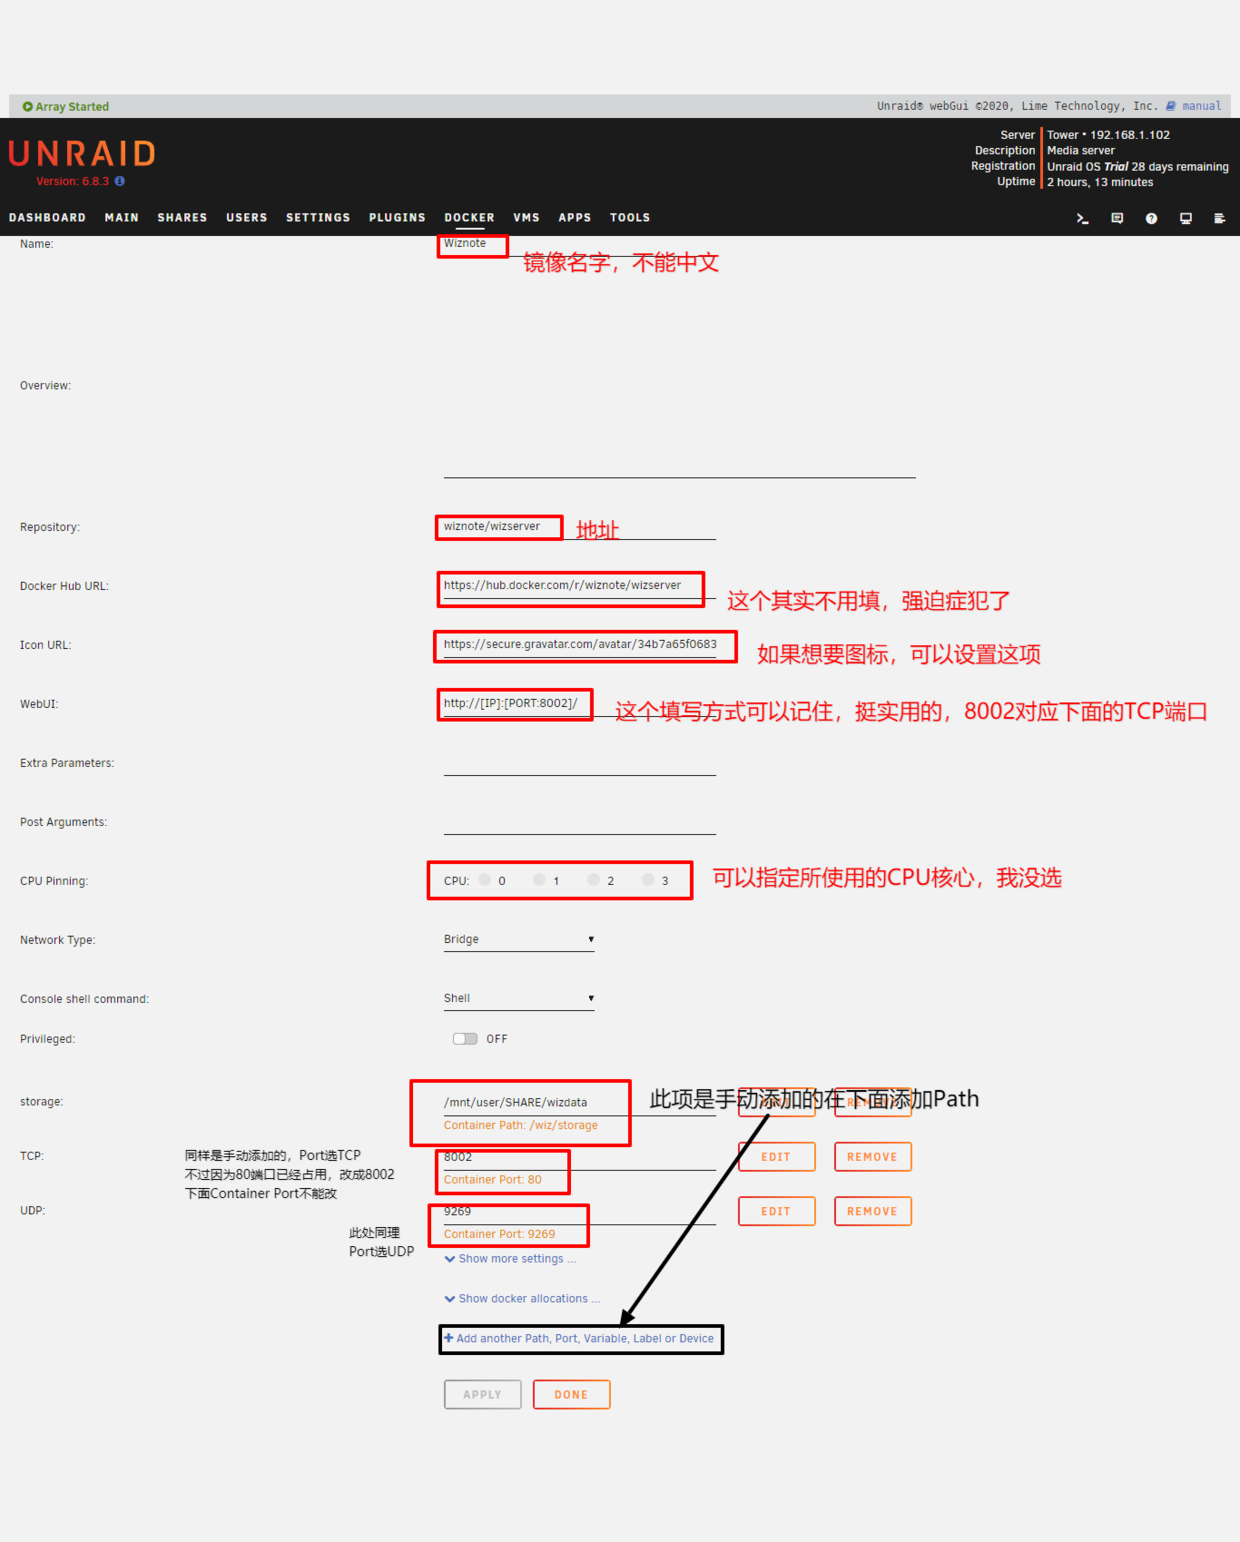 Array Started
Unraid® webGui ©2020, Lime Technology, Inc. manual
UNRAID
Version: 6.8.3
Server Tower • 192.168.1.102
Description Media server
Registration Unraid OS Trial 28 days remaining
Uptime 2 hours, 13 minutes
DASHBOARD MAIN SHARES USERS SETTINGS PLUGINS DOCKER VMS APPS TOOLS
Name: Wiznote
镜像名字，不能中文
Overview:
Repository: wiznote/wizserver 地址
Docker Hub URL: https://hub.docker.com/r/wiznote/wizserver
这个其实不用填，强迫症犯了
Icon URL: https://secure.gravatar.com/avatar/34b7a65f0683
如果想要图标，可以设置这项
WebUI: http://[IP]:[PORT:8002]/
这个填写方式可以记住，挺实用的，8002对应下面的TCP端口
Extra Parameters:
Post Arguments:
CPU Pinning: CPU: 0 1 2 3 可以指定所使用的CPU核心，我没选
Network Type: Bridge
Console shell command: Shell
Privileged: OFF
storage: /mnt/user/SHARE/wizdata 此项是手动添加的在下面添加Path
Container Path: /wiz/storage
TCP: 8002 EDIT REMOVE
同样是手动添加的，Port选TCP
不过因为80端口已经占用，改成8002
下面Container Port不能改
Container Port: 80
UDP: 9269 EDIT REMOVE
此处同理
Port选UDP
Container Port: 9269
Show more settings ...
Show docker allocations ...
Add another Path, Port, Variable, Label or Device
APPLY DONE